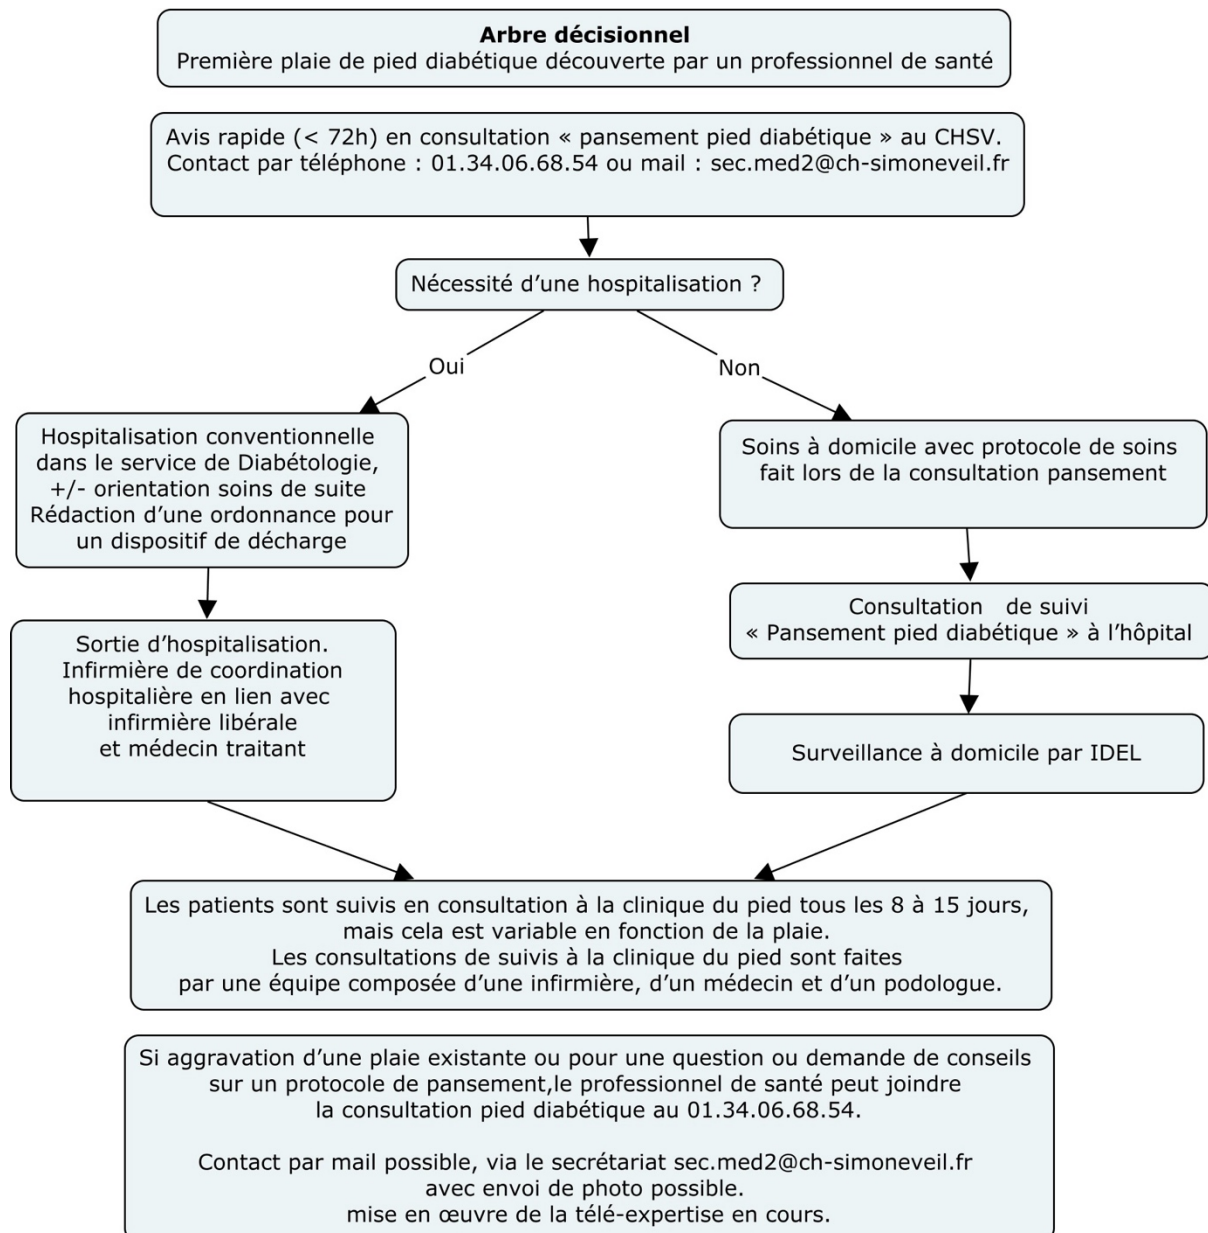 Arbre décisionnel
Première plaie de pied diabétique découverte par un professionnel de santé
Avis rapide (< 72h) en consultation « pansement pied diabétique » au CHSV.
Contact par téléphone : 01.34.06.68.54 ou mail : sec.med2@ch-simoneveil.fr
Nécessité d’une hospitalisation ?
Oui
Non
Hospitalisation conventionnelle
dans le service de Diabétologie,
+/- orientation soins de suite
Rédaction d’une ordonnance pour
un dispositif de décharge
Soins à domicile avec protocole de soins
fait lors de la consultation pansement
Sortie d’hospitalisation.
Infirmière de coordination
hospitalière en lien avec
infirmière libérale
et médecin traitant
Consultation de suivi
« Pansement pied diabétique » à l’hôpital
Surveillance à domicile par IDEL
Les patients sont suivis en consultation à la clinique du pied tous les 8 à 15 jours,
mais cela est variable en fonction de la plaie.
Les consultations de suivis à la clinique du pied sont faites
par une équipe composée d’une infirmière, d’un médecin et d’un podologue.
Si aggravation d’une plaie existante ou pour une question ou demande de conseils
sur un protocole de pansement,le professionnel de santé peut joindre
la consultation pied diabétique au 01.34.06.68.54.
Contact par mail possible, via le secrétariat sec.med2@ch-simoneveil.fr
avec envoi de photo possible.
mise en œuvre de la télé-expertise en cours.